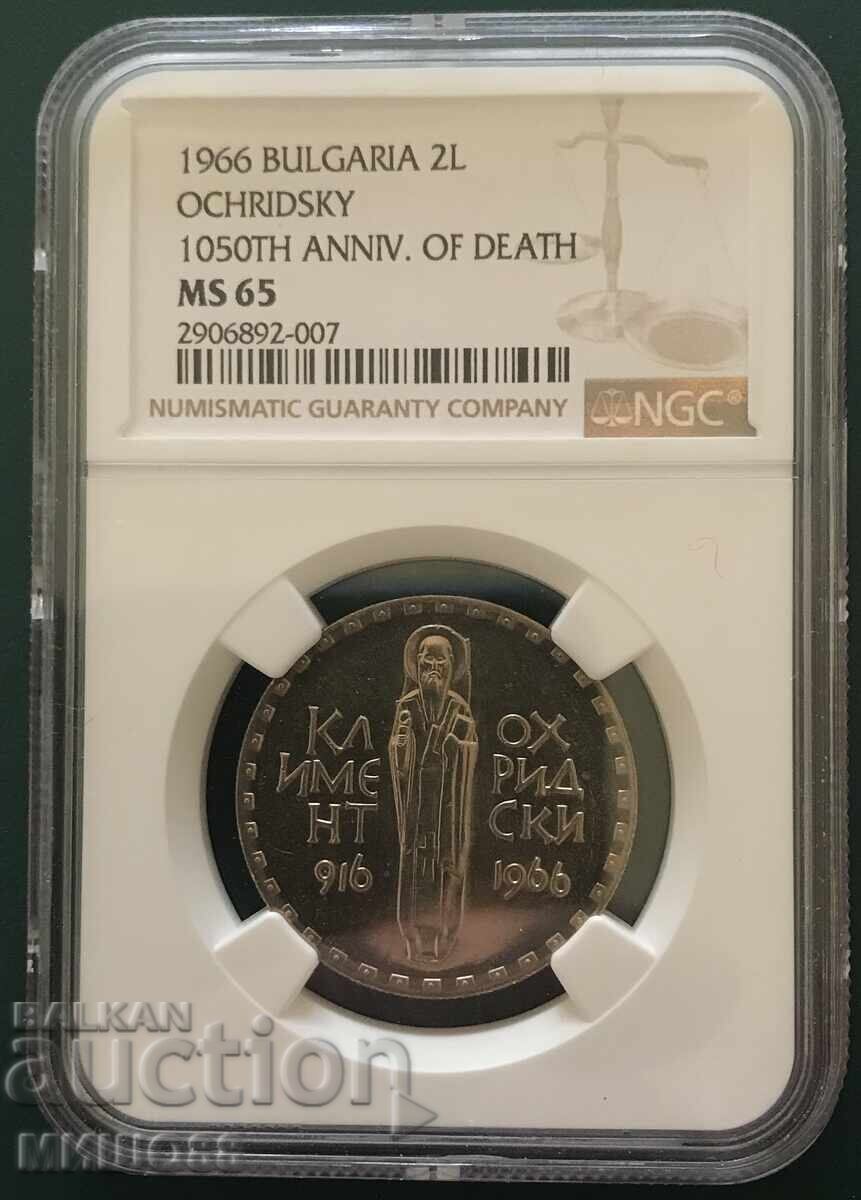 1966 BULGARIA 2L
OCHRIDSKY
1050TH ANNIV. OF DEATH
MS 65
2906892-007
NUMISMATIC GUARANTY COMPANY
NGC®
КЛ
ИМЕ
НТ
916
ОХ
РИД
СКИ
1966
BALKAN
auction
МИШО88